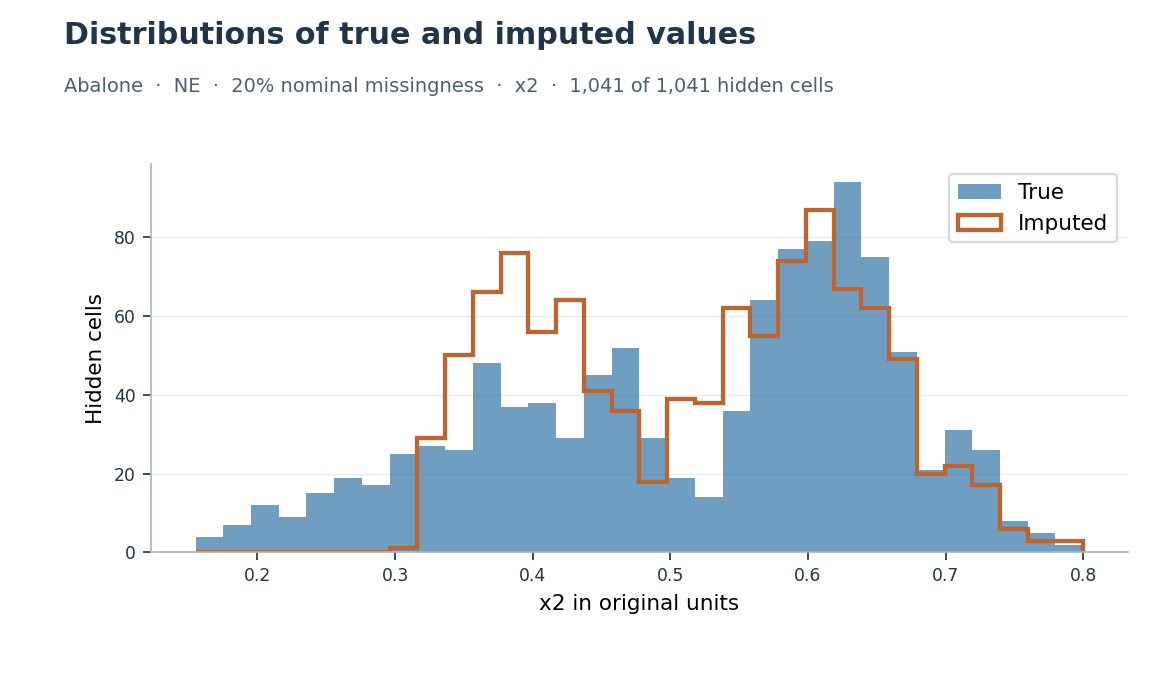 Distributions of true and imputed values
Abalone · NE · 20% nominal missingness · x2 · 1,041 of 1,041 hidden cells
True
Imputed
Hidden cells
80
60
40
20
0
0.2 0.3 0.4 0.5 0.6 0.7 0.8
x2 in original units